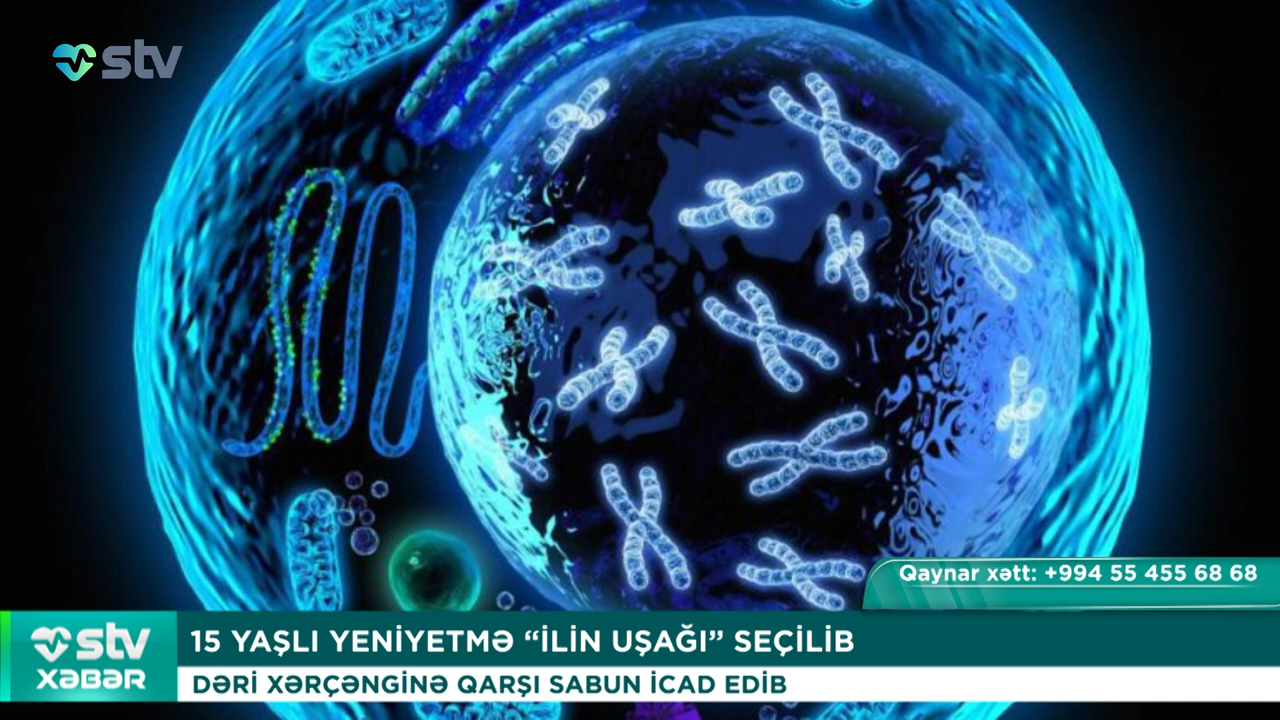 stv
Qaynar xətt: +994 55 455 68 68
stv
XƏBƏR
15 YAŞLI YENİYETMƏ “İLİN UŞAĞI” SEÇİLİB
DƏRİ XƏRÇƏNGİNƏ QARŞI SABUN İCAD EDİB